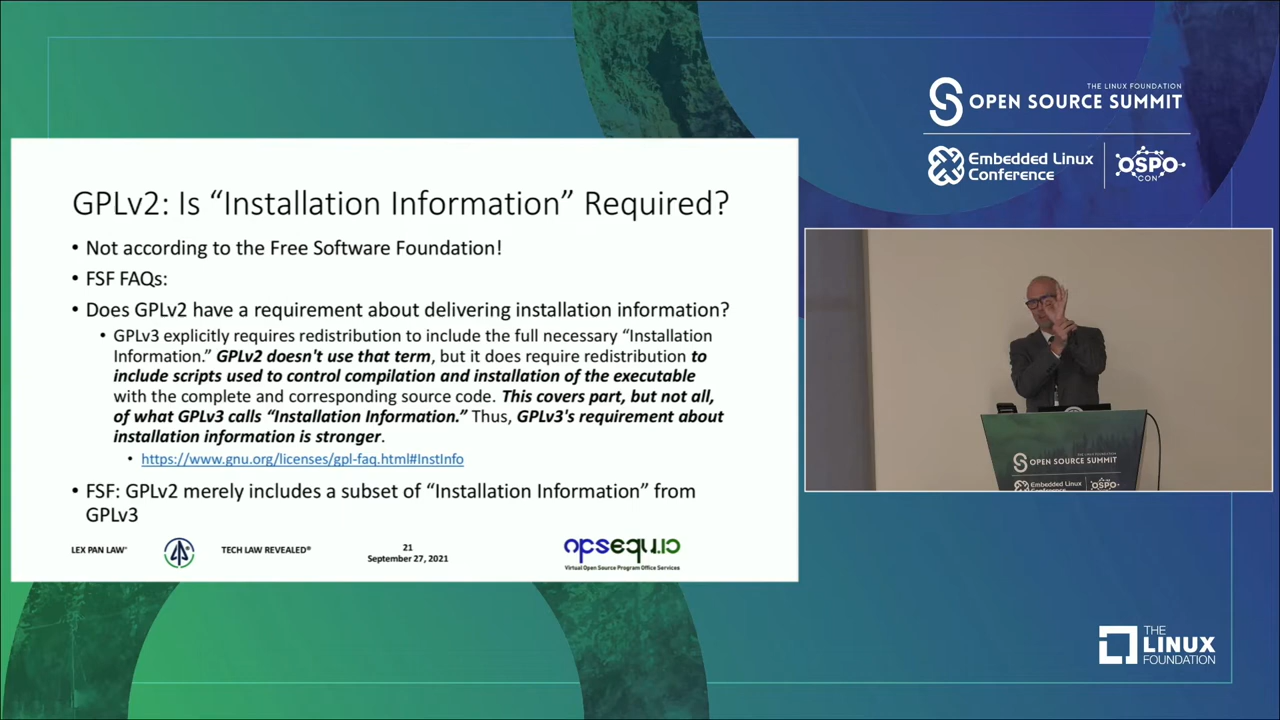 THE LINUX FOUNDATION
OPEN SOURCE SUMMIT
Embedded Linux
Conference
OSPO
CON
GPLv2: Is “Installation Information” Required?
• Not according to the Free Software Foundation!
• FSF FAQs:
• Does GPLv2 have a requirement about delivering installation information?
• GPLv3 explicitly requires redistribution to include the full necessary “Installation
Information.” GPLv2 doesn't use that term, but it does require redistribution to
include scripts used to control compilation and installation of the executable
with the complete and corresponding source code. This covers part, but not all,
of what GPLv3 calls “Installation Information.” Thus, GPLv3's requirement about
installation information is stronger.
• https://www.gnu.org/licenses/gpl-faq.html#InstInfo
• FSF: GPLv2 merely includes a subset of “Installation Information” from
GPLv3
LEX PAN LAW®
TECH LAW REVEALED®
21
September 27, 2021
opsequ.io
Virtual Open Source Program Office Services
OPEN SOURCE SUMMIT
Embedded Linux
Conference
OSPO
THE
LINUX
FOUNDATION